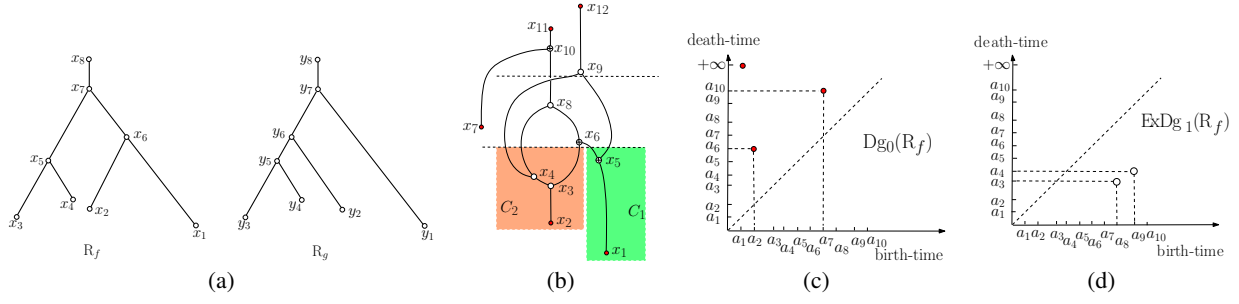 x₈
x₇
x₆
x₅
x₄
x₃
x₂
x₁
R_f
y₈
y₇
y₆
y₅
y₄
y₃
y₂
y₁
R_g
(a)
x₁₂
x₁₁
x₁₀
x₉
x₈
x₇
x₆
x₅
x₄
x₃
C₂
C₁
x₂
x₁
(b)
death-time
+∞
a₁₀
a₉
a₈
a₇
a₆
a₅
a₄
a₃
a₂
a₁
Dg₀(R_f)
a₁ a₂ a₃ a₄ a₅ a₆ a₇ a₈ a₉ a₁₀
birth-time
(c)
death-time
+∞
a₁₀
a₉
a₈
a₇
a₆
a₅
a₄
a₃
a₂
a₁
ExDg₁(R_f)
a₁ a₂ a₃ a₄ a₅ a₆ a₇ a₈ a₉ a₁₀
birth-time
(d)